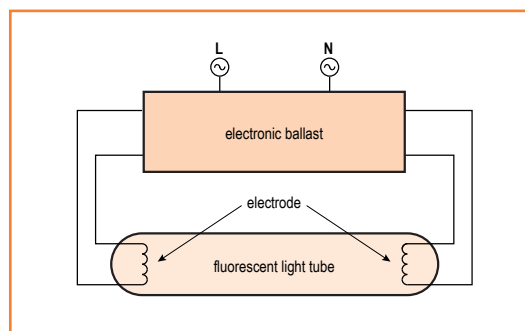 L
N
electronic ballast
electrode
fluorescent light tube